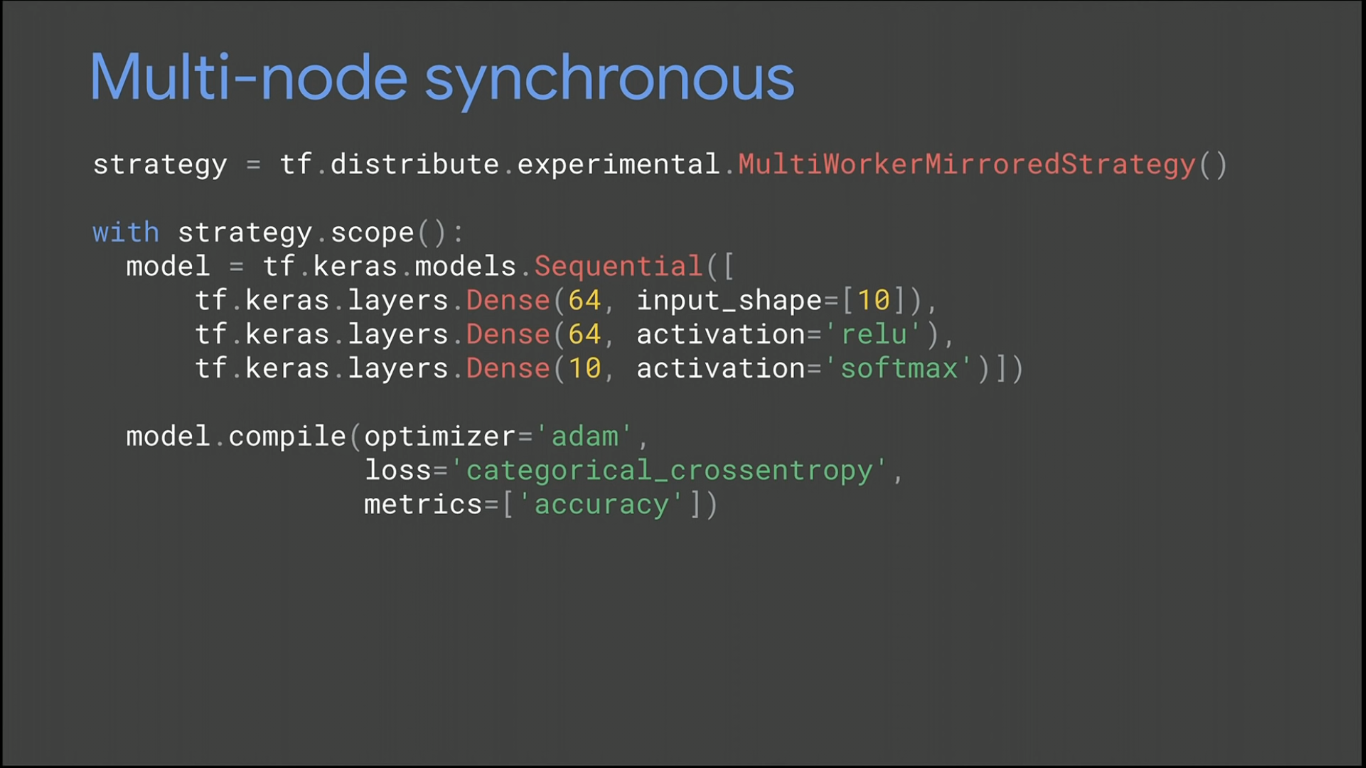 Multi-node synchronous
strategy = tf.distribute.experimental.MultiWorkerMirroredStrategy()
with strategy.scope():
  model = tf.keras.models.Sequential([
      tf.keras.layers.Dense(64, input_shape=[10]),
      tf.keras.layers.Dense(64, activation='relu'),
      tf.keras.layers.Dense(10, activation='softmax')])
  model.compile(optimizer='adam',
                loss='categorical_crossentropy',
                metrics=['accuracy'])